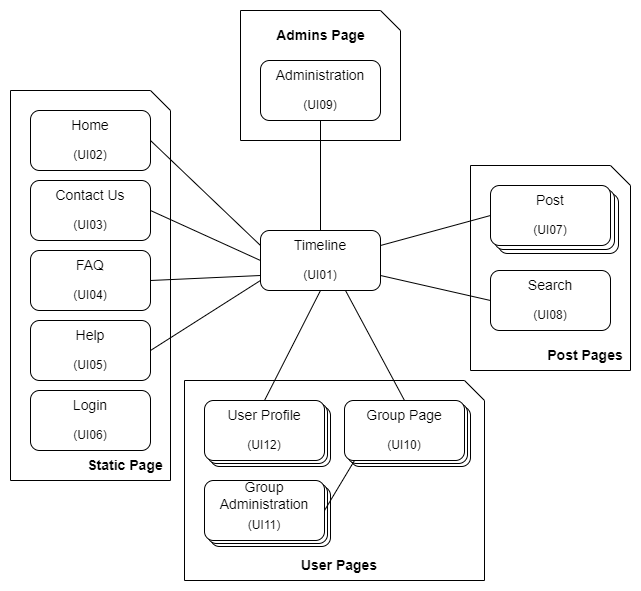 Admins Page
Administration
(UI09)
Home
(UI02)
Contact Us
(UI03)
FAQ
(UI04)
Help
(UI05)
Login
(UI06)
Static Page
Timeline
(UI01)
Post
(UI07)
Search
(UI08)
Post Pages
User Profile
(UI12)
Group Page
(UI10)
Group
Administration
(UI11)
User Pages